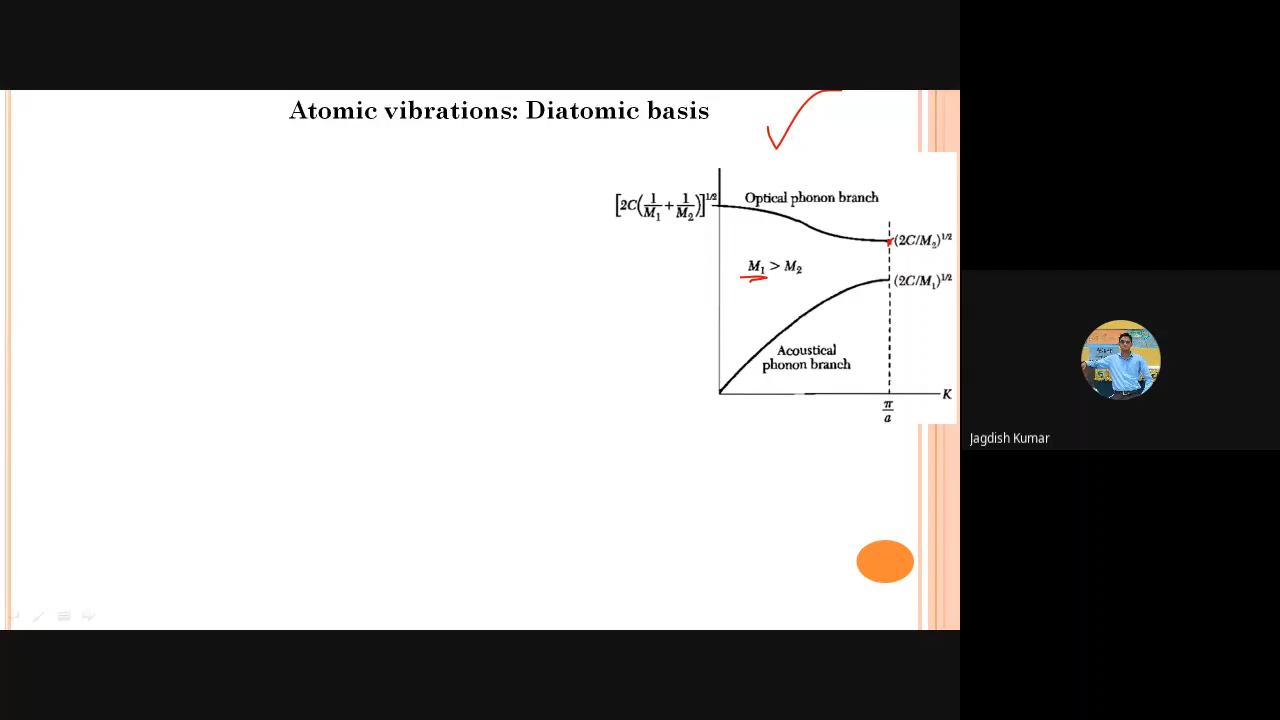 Atomic vibrations: Diatomic basis
[2C(1/M₁ + 1/M₂)]^1/2
Optical phonon branch
(2C/M₂)^1/2
M₁ > M₂
(2C/M₁)^1/2
Acoustical
phonon branch
K
π/a
Jagdish Kumar